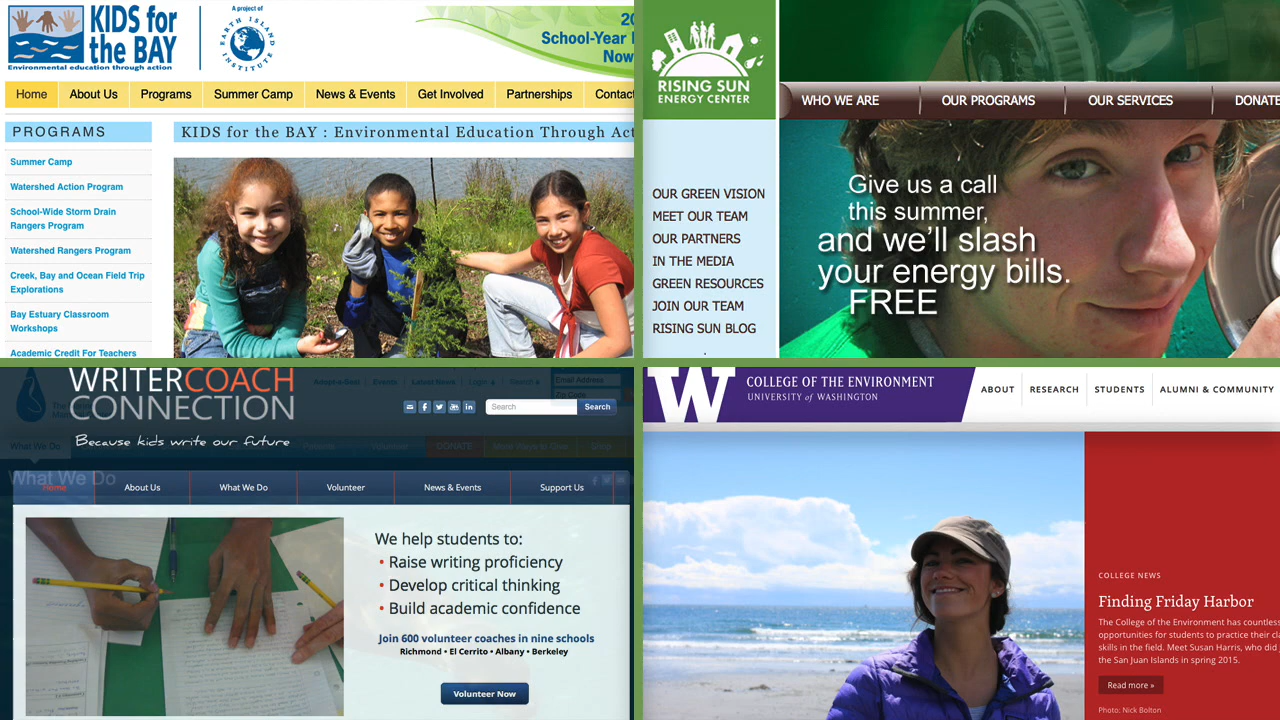 KIDS for
the BAY
Environmental education through action
A project of
EARTH ISLAND INSTITUTE
School-Year
Now
Home
About Us
Programs
Summer Camp
News & Events
Get Involved
Partnerships
PROGRAMS
Summer Camp
Watershed Action Program
School-Wide Storm Drain
Rangers Program
Watershed Rangers Program
Creek, Bay and Ocean Field Trip
Explorations
Bay Estuary Classroom
Workshops
Academic Credit For Teachers
KIDS for the BAY : Environmental Education Through
RISING SUN
ENERGY CENTER
WHO WE ARE
OUR PROGRAMS
OUR SERVICES
DONATE
OUR GREEN VISION
MEET OUR TEAM
OUR PARTNERS
IN THE MEDIA
GREEN RESOURCES
JOIN OUR TEAM
RISING SUN BLOG
Give us a call
this summer,
and we'll slash
your energy bills.
FREE
WRITERCOACH
CONNECTION
Because kids write our future
Adopt-a-Seal
Events
Latest News
Login
Search
Email Address
Zip Code
Search
Search
What We Do
Parents
Volunteer
DONATE
More Ways to Give
Shop
What We Do
Home
About Us
What We Do
Volunteer
News & Events
Support Us
We help students to:
• Raise writing proficiency
• Develop critical thinking
• Build academic confidence
Join 600 volunteer coaches in nine schools
Richmond • El Cerrito • Albany • Berkeley
Volunteer Now
W
COLLEGE OF THE ENVIRONMENT
UNIVERSITY of WASHINGTON
ABOUT
RESEARCH
STUDENTS
ALUMNI & COMMUNITY
COLLEGE NEWS
Finding Friday Harbor
The College of the Environment has countless
opportunities for students to practice their
skills in the field. Meet Susan Harris, who did
the San Juan Islands in spring 2015.
Read more »
Photo: Nick Bolton